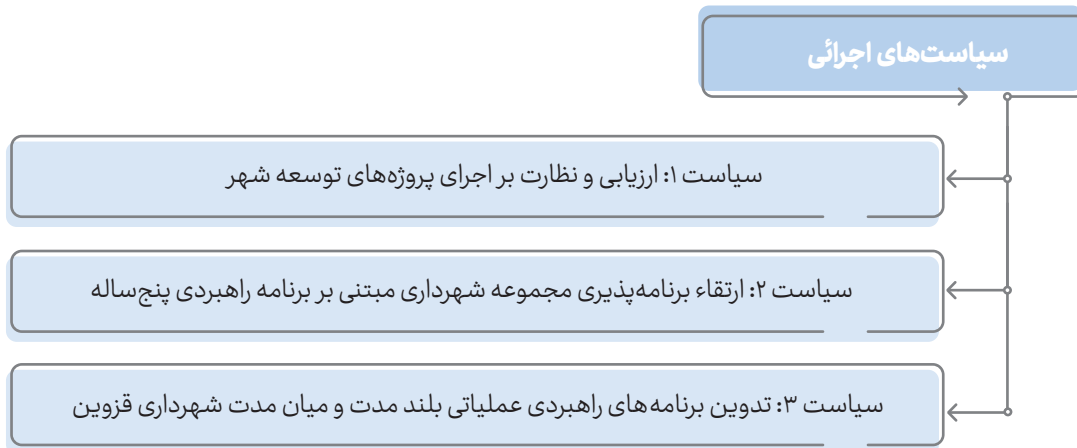 سیاست‌های اجرائی
سیاست ۱: ارزیابی و نظارت بر اجرای پروژه‌های توسعه شهر
سیاست ۲: ارتقاء برنامه‌پذیری مجموعه شهرداری مبتنی بر برنامه راهبردی پنج‌ساله
سیاست ۳: تدوین برنامه‌های راهبردی عملیاتی بلند مدت و میان مدت شهرداری قزوین